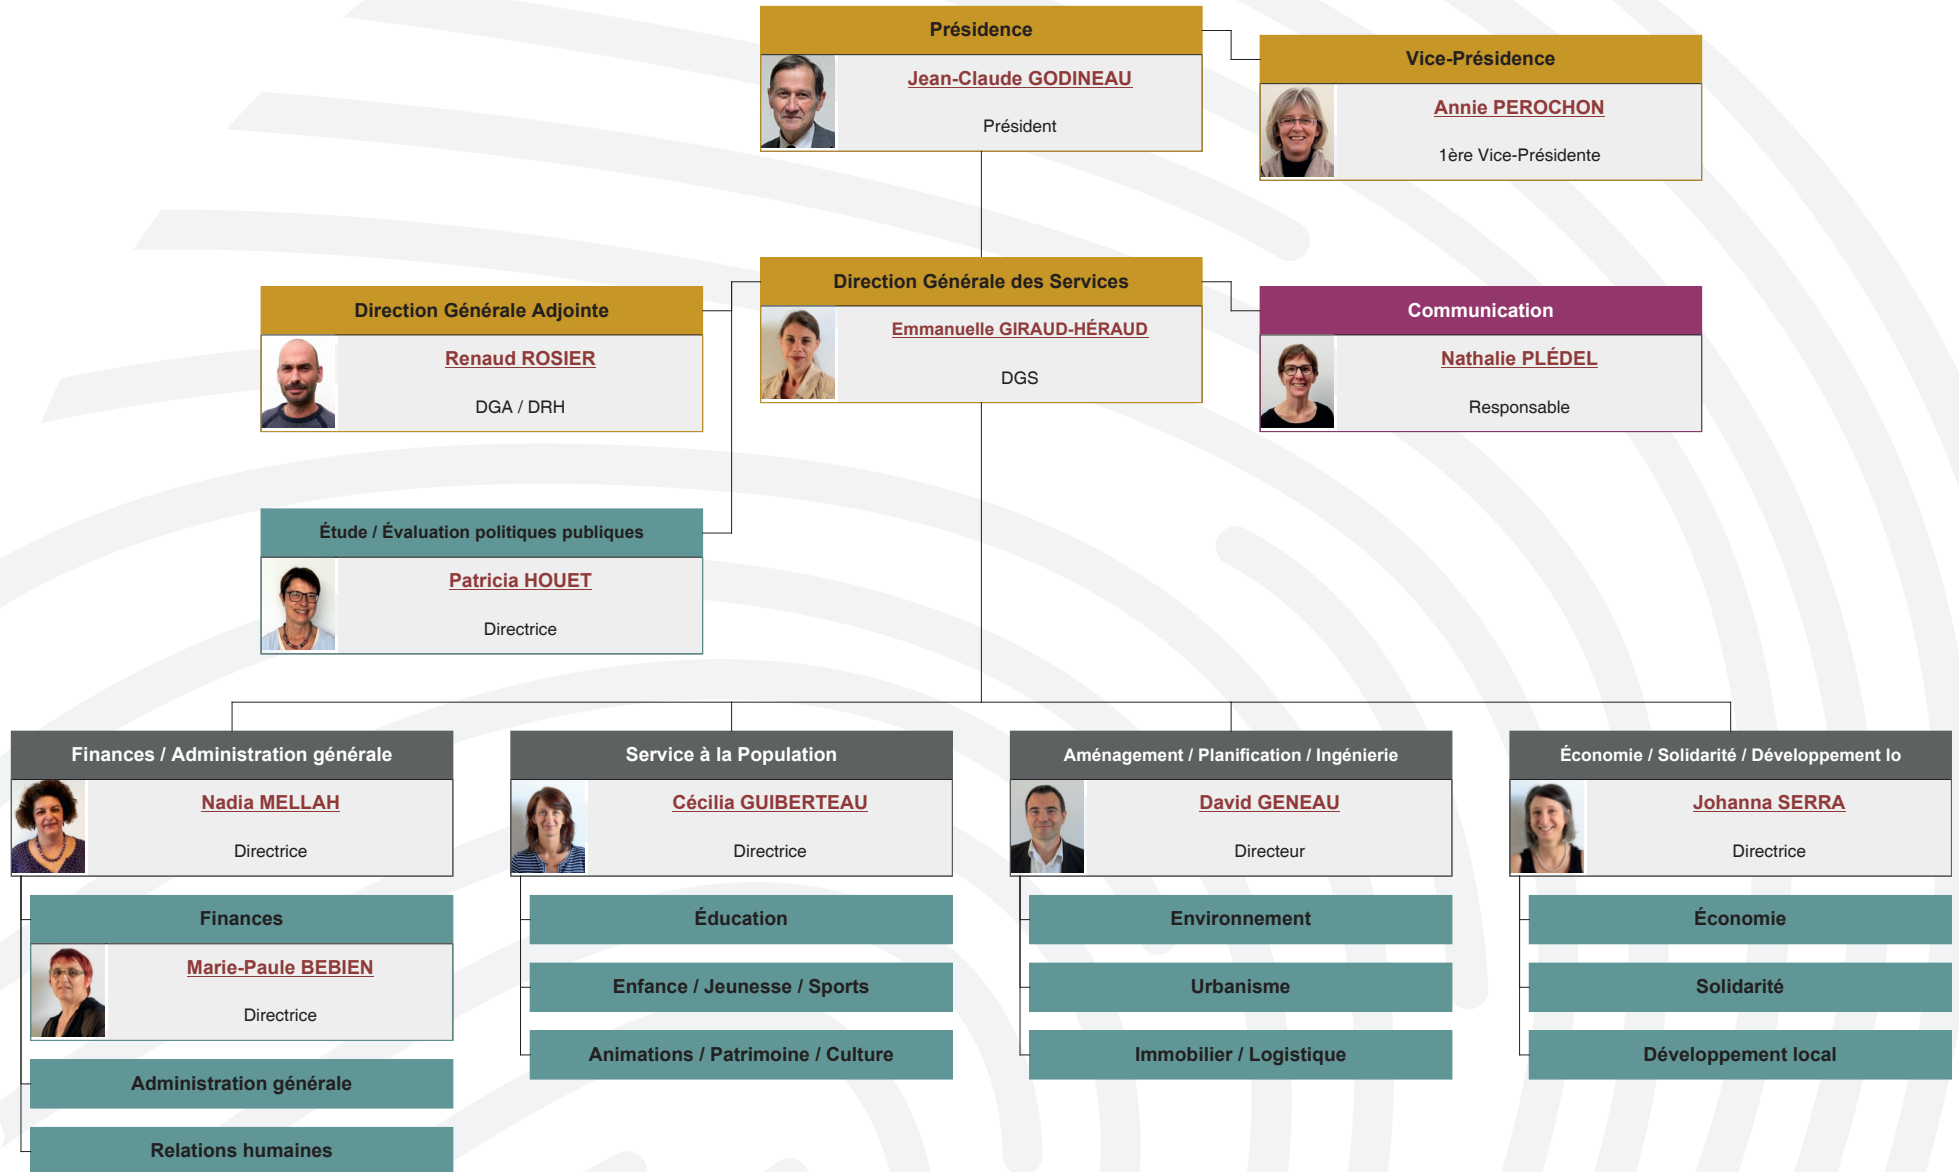 Présidence
Jean-Claude GODINEAU
Président
Vice-Présidence
Annie PEROCHON
1ère Vice-Présidente
Direction Générale des Services
Emmanuelle GIRAUD-HÉRAUD
DGS
Direction Générale Adjointe
Renaud ROSIER
DGA / DRH
Communication
Nathalie PLÉDEL
Responsable
Étude / Évaluation politiques publiques
Patricia HOUET
Directrice
Finances / Administration générale
Nadia MELLAH
Directrice
Finances
Marie-Paule BEBIEN
Directrice
Administration générale
Relations humaines
Service à la Population
Cécilia GUIBERTEAU
Directrice
Éducation
Enfance / Jeunesse / Sports
Animations / Patrimoine / Culture
Aménagement / Planification / Ingénierie
David GENEAU
Directeur
Environnement
Urbanisme
Immobilier / Logistique
Économie / Solidarité / Développement lo
Johanna SERRA
Directrice
Économie
Solidarité
Développement local